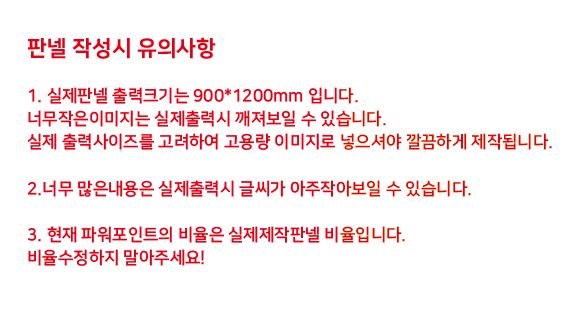 판넬 작성시 유의사항
1. 실제판넬 출력크기는 900*1200mm 입니다.
너무작은이미지는 실제출력시 깨져보일 수 있습니다.
실제 출력사이즈를 고려하여 고용량 이미지로 넣으셔야 깔끔하게 제작됩니다.
2.너무 많은내용은 실제출력시 글씨가 아주작아보일 수 있습니다.
3. 현재 파워포인트의 비율은 실제제작판넬 비율입니다.
비율수정하지 말아주세요!